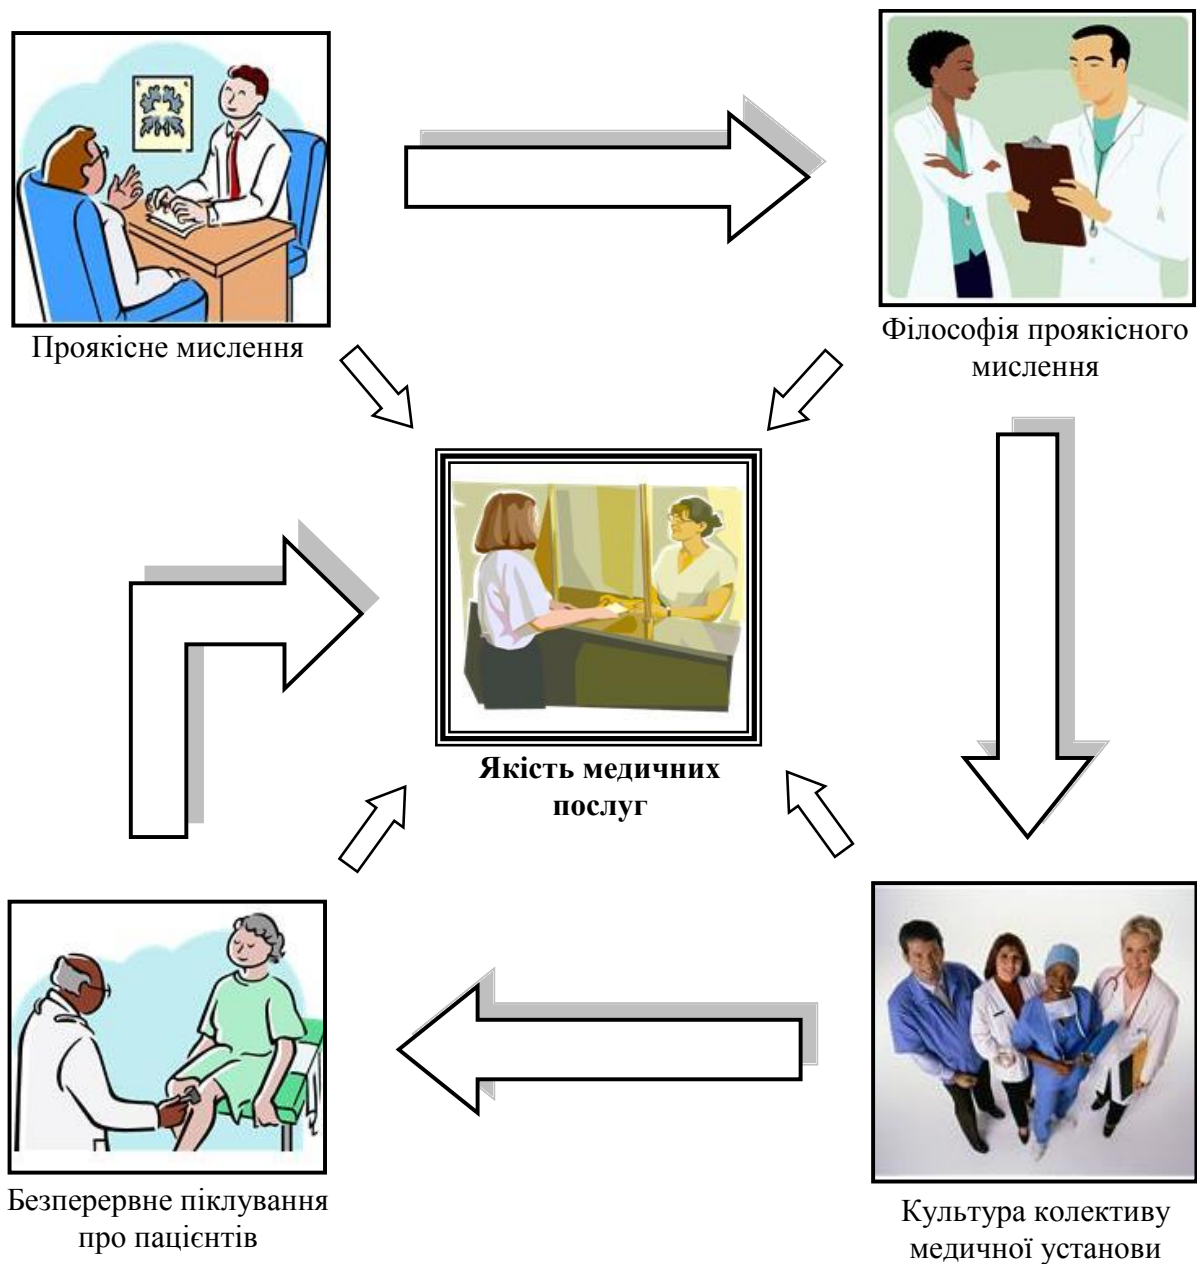 Проякісне мислення
Філософія проякісного
мислення
Якість медичних
послуг
Безперервне піклування
про пацієнтів
Культура колективу
медичної установи